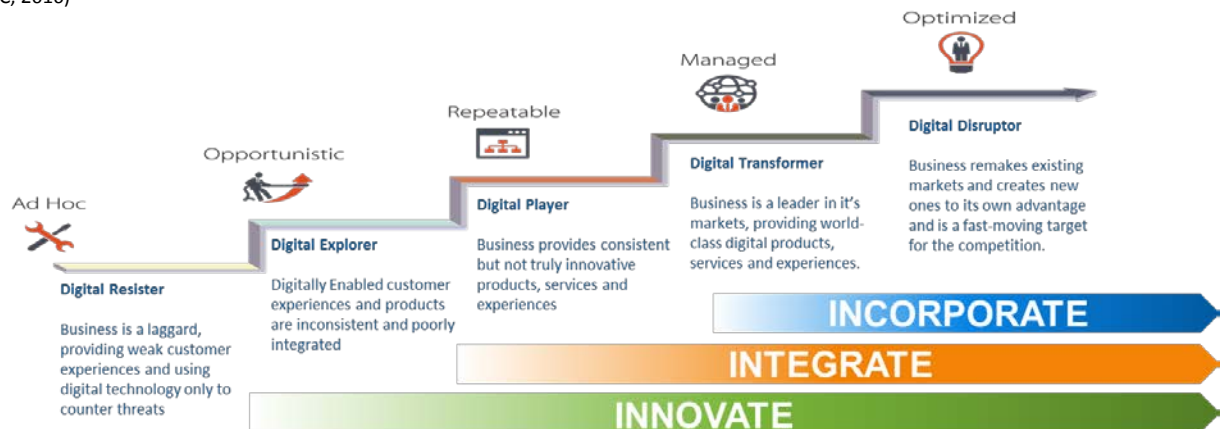 C, 2016)
Ad Hoc
Digital Resister
Business is a laggard,
providing weak customer
experiences and using
digital technology only to
counter threats
Opportunistic
Digital Explorer
Digitally Enabled customer
experiences and products
are inconsistent and poorly
integrated
Repeatable
Digital Player
Business provides consistent
but not truly innovative
products, services and
experiences
Managed
Digital Transformer
Business is a leader in it's
markets, providing world-
class digital products,
services and experiences.
Optimized
Digital Disruptor
Business remakes existing
markets and creates new
ones to its own advantage
and is a fast-moving target
for the competition.
INCORPORATE
INTEGRATE
INNOVATE